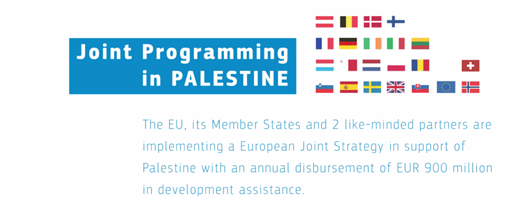 Joint Programming
in PALESTINE
The EU, its Member States and 2 like-minded partners are
implementing a European Joint Strategy in support of
Palestine with an annual disbursement of EUR 900 million
in development assistance.